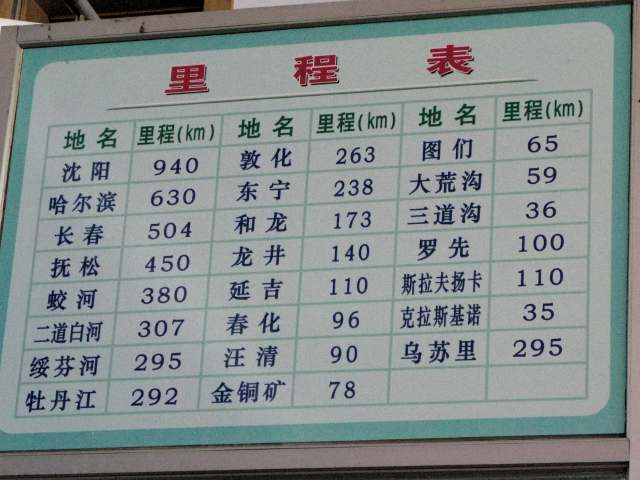 里程表
地名 里程(km) 地名 里程(km) 地名 里程(km)
沈阳 940 敦化 263 图们 65
哈尔滨 630 东宁 238 大荒沟 59
长春 504 和龙 173 三道沟 36
抚松 450 龙井 140 罗先 100
蛟河 380 延吉 110 斯拉夫扬卡 110
二道白河 307 春化 96 克拉斯基诺 35
绥芬河 295 汪清 90 乌苏里 295
牡丹江 292 金铜矿 78